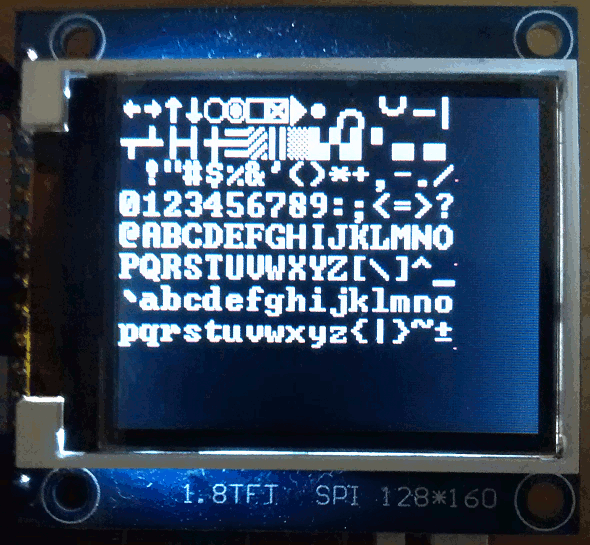 ←→↑↓
!"#$%&'()*+,-./
0123456789:;<=>?
@ABCDEFGHIJKLMNO
PQRSTUVWXYZ[\]^_
`abcdefghijklmno
pqrstuvwxyz{|}~±
1.8TFT SPI 128*160